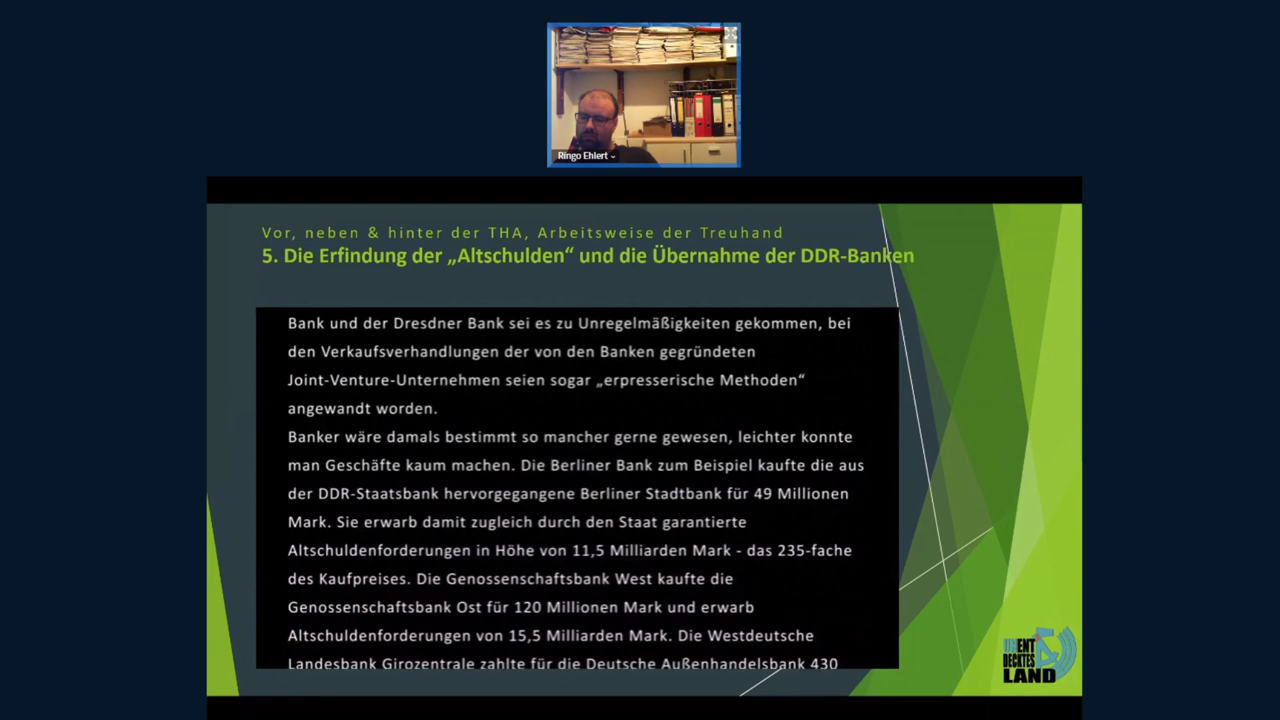 Ringo Ehlert
Vor, neben & hinter der THA, Arbeitsweise der Treuhand
5. Die Erfindung der „Altschulden“ und die Übernahme der DDR-Banken
Bank und der Dresdner Bank sei es zu Unregelmäßigkeiten gekommen, bei
den Verkaufsverhandlungen der von den Banken gegründeten
Joint-Venture-Unternehmen seien sogar „erpresserische Methoden“
angewandt worden.
Banker wäre damals bestimmt so mancher gerne gewesen, leichter konnte
man Geschäfte kaum machen. Die Berliner Bank zum Beispiel kaufte die aus
der DDR-Staatsbank hervorgegangene Berliner Stadtbank für 49 Millionen
Mark. Sie erwarb damit zugleich durch den Staat garantierte
Altschuldenforderungen in Höhe von 11,5 Milliarden Mark - das 235-fache
des Kaufpreises. Die Genossenschaftsbank West kaufte die
Genossenschaftsbank Ost für 120 Millionen Mark und erwarb
Altschuldenforderungen von 15,5 Milliarden Mark. Die Westdeutsche
Landesbank Girozentrale zahlte für die Deutsche Außenhandelsbank 430
UNENT
DECKTES
LAND